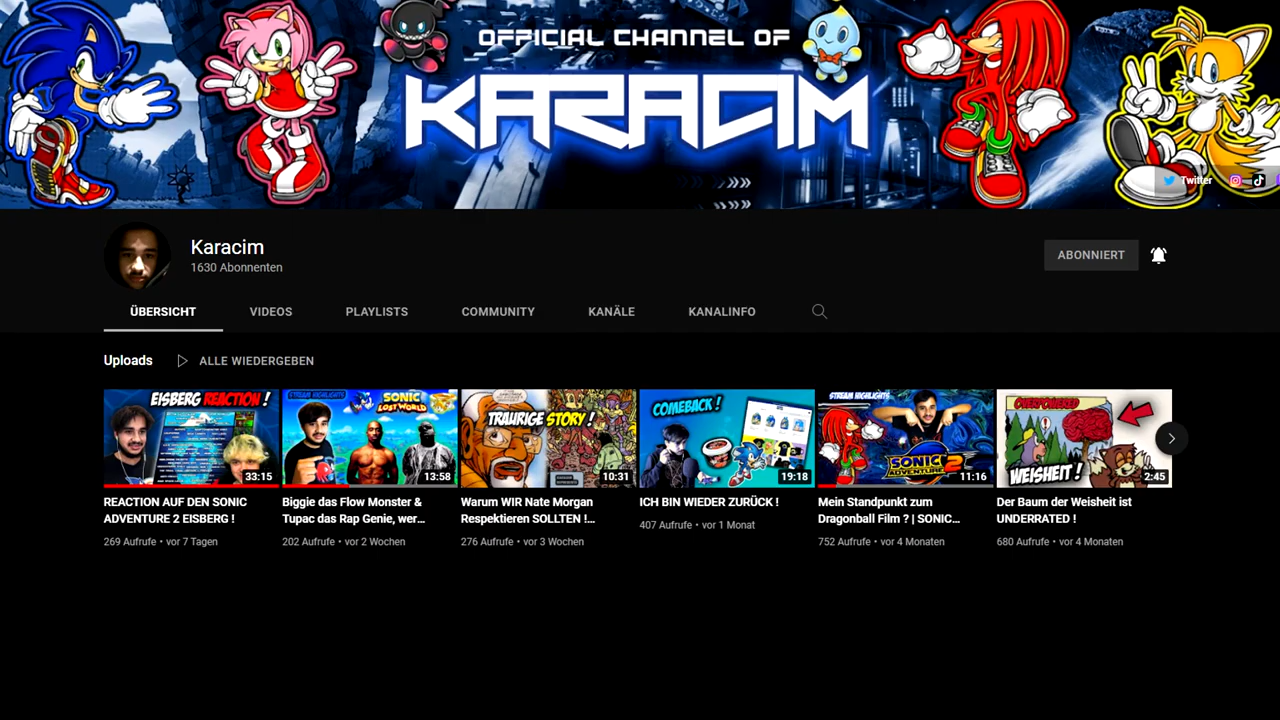 OFFICIAL CHANNEL OF
KARACIM
Twitter
Karacim
1630 Abonnenten
ABONNIERT
ÜBERSICHT VIDEOS PLAYLISTS COMMUNITY KANÄLE KANALINFO
Uploads ALLE WIEDERGEBEN
EISBERG REACTION !
33:15
REACTION AUF DEN SONIC
ADVENTURE 2 EISBERG !
269 Aufrufe • vor 7 Tagen
STREAM HIGHLIGHTS
SONIC
LOST WORLD
13:58
Biggie das Flow Monster &
Tupac das Rap Genie, wer...
202 Aufrufe • vor 2 Wochen
TRAURIGE STORY !
10:31
Warum WIR Nate Morgan
Respektieren SOLLTEN !...
276 Aufrufe • vor 3 Wochen
COMEBACK !
19:18
ICH BIN WIEDER ZURÜCK !
407 Aufrufe • vor 1 Monat
STREAM HIGHLIGHTS
SONIC
ADVENTURE 2
11:16
Mein Standpunkt zum
Dragonball Film ? | SONIC...
752 Aufrufe • vor 4 Monaten
OVERPOWERED
WEISHEIT !
2:45
Der Baum der Weisheit ist
UNDERRATED !
680 Aufrufe • vor 4 Monaten